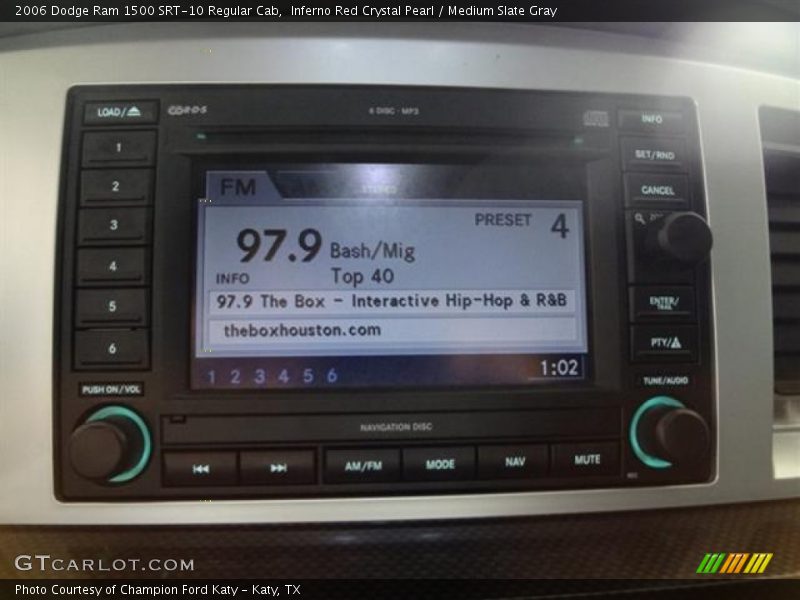 2006 Dodge Ram 1500 SRT-10 Regular Cab,  Inferno Red Crystal Pearl / Medium Slate Gray
LOAD/
6 DISC · MP3
INFO
1
SET/RND
2
CANCEL
3
4
5
6
FM
STEREO
PRESET 4
97.9 Bash/Mig
INFO
Top 40
97.9 The Box - Interactive Hip-Hop & R&B
theboxhouston.com
1 2 3 4 5 6
1:02
ENTER/
PTY/
PUSH ON/VOL
TUNE/AUDIO
NAVIGATION DISC
AM/FM
MODE
NAV
MUTE
GTCARLOT.COM
Photo Courtesy of Champion Ford Katy - Katy, TX